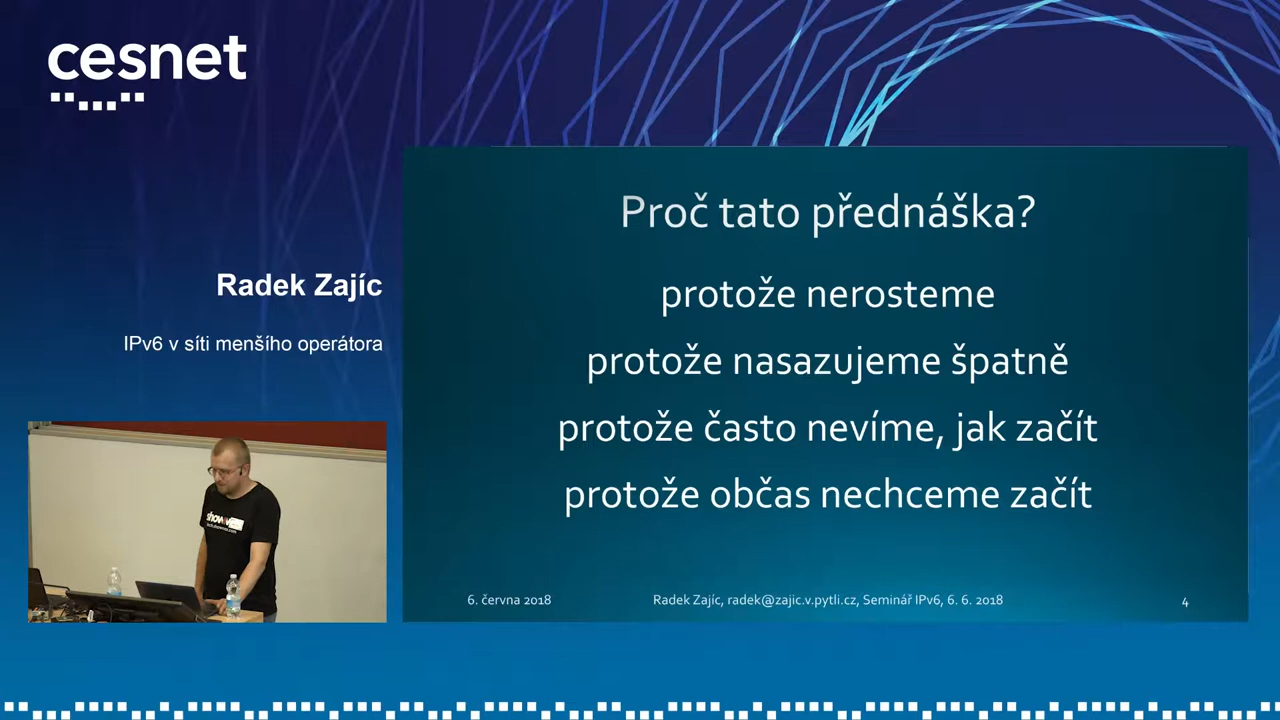 cesnet
Radek Zajíc
IPv6 v síti menšího operátora
Proč tato přednáška?
protože nerosteme
protože nasazujeme špatně
protože často nevíme, jak začít
protože občas nechceme začít
6. června 2018
Radek Zajíc, radek@zajic.v.pytli.cz, Seminář IPv6, 6. 6. 2018
4